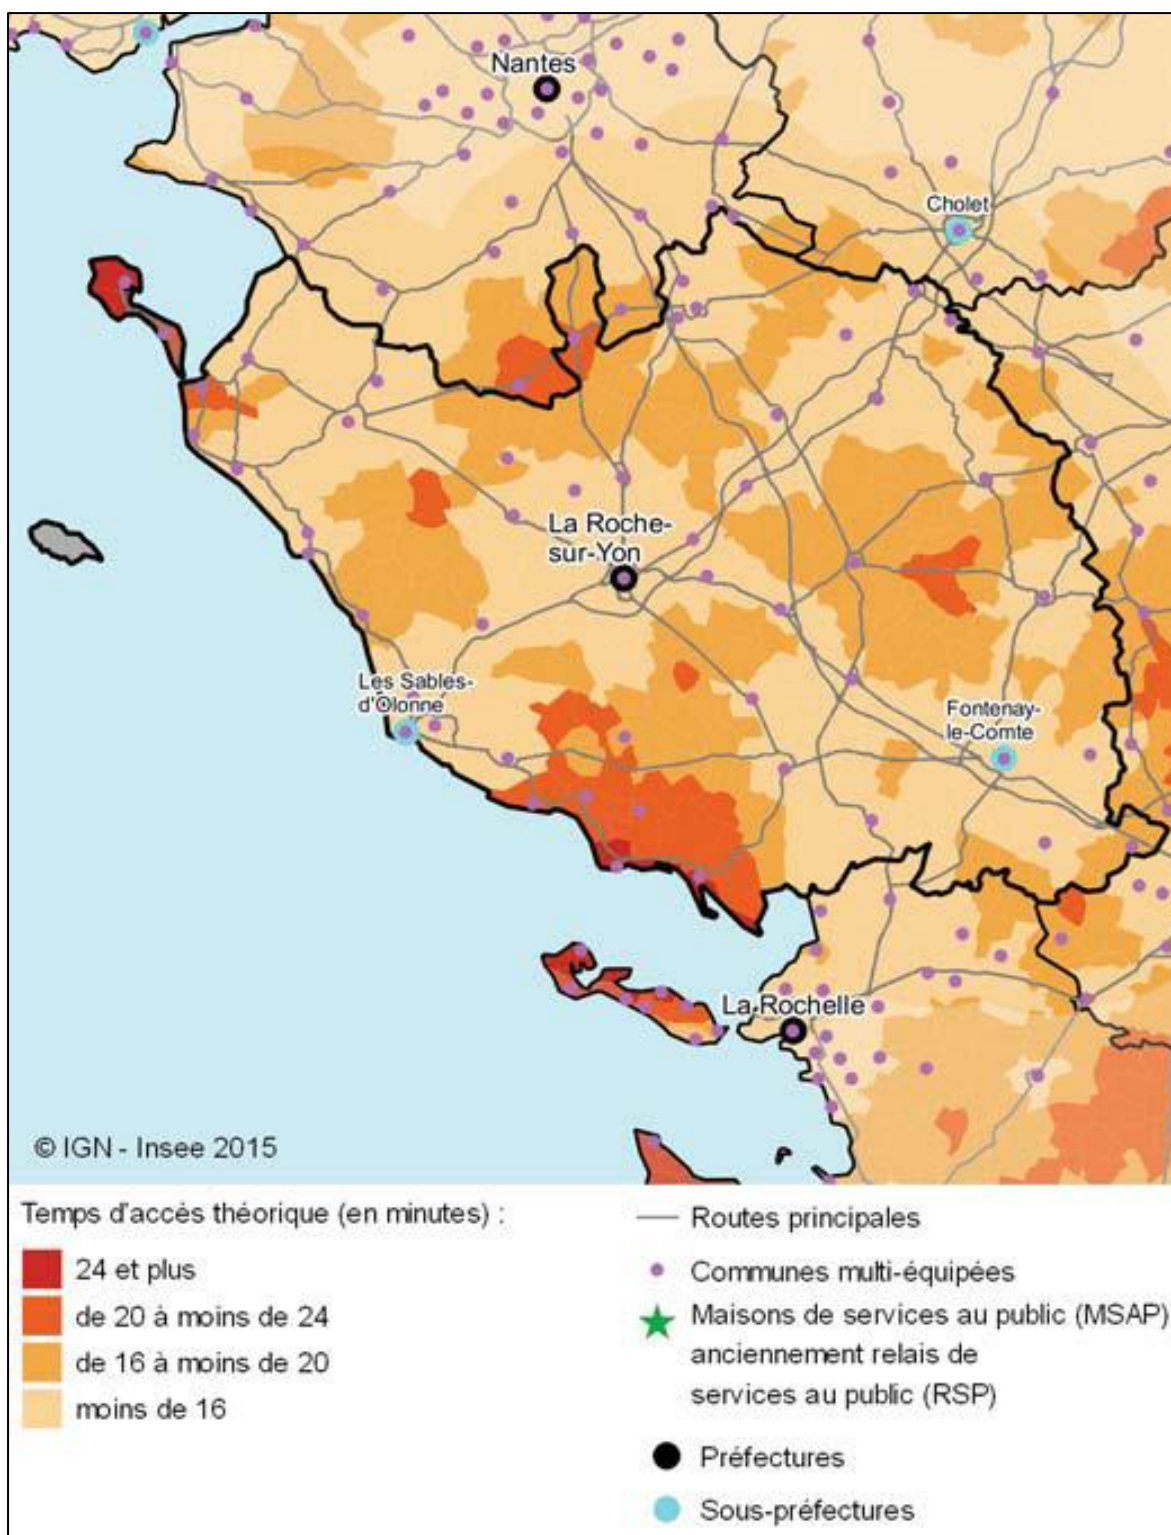 Nantes
Cholet
La Roche-
sur-Yon
Les Sables-
d'Olonne
Fontenay-
le-Comte
La Rochelle
© IGN - Insee 2015
Temps d'accès théorique (en minutes) :
24 et plus
de 20 à moins de 24
de 16 à moins de 20
moins de 16
Routes principales
Communes multi-équipées
Maisons de services au public (MSAP)
anciennement relais de
services au public (RSP)
Préfectures
Sous-préfectures